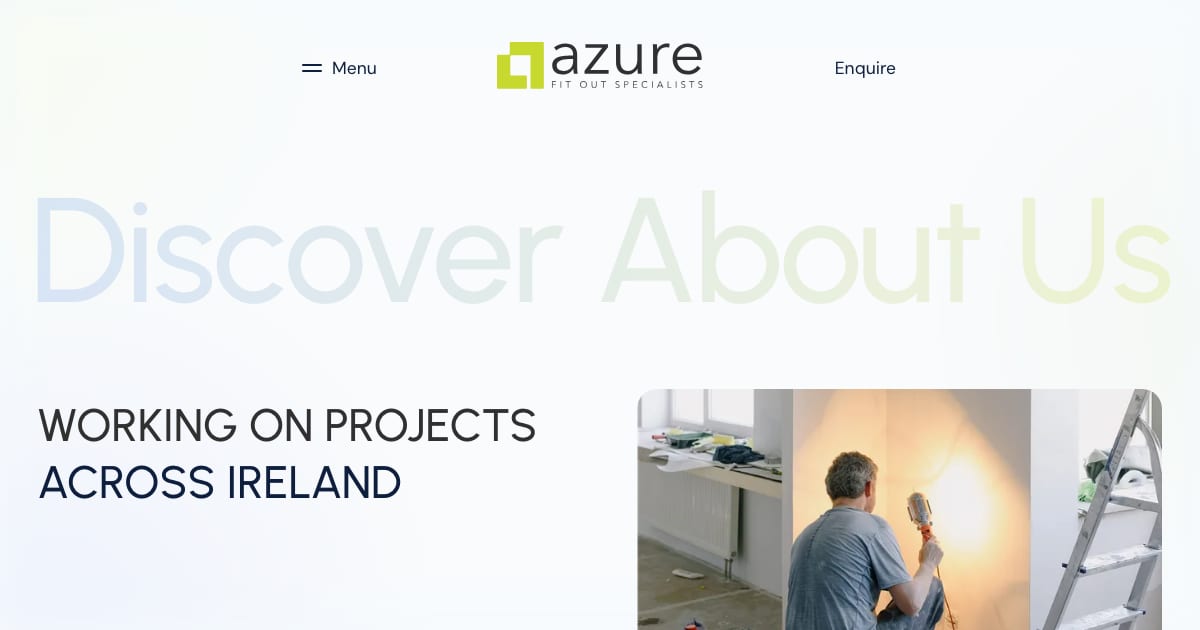 Menu
azure
FIT OUT SPECIALISTS
Enquire
Discover About Us
WORKING ON PROJECTS
ACROSS IRELAND